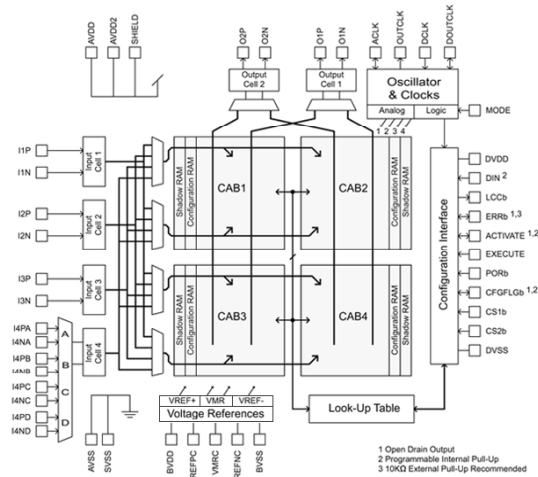 AVDD
AVDD2
SHIELD
O2P
O2N
O1P
O1N
ACLK
OUTCLK
DCLK
DOUTCLK
Output Cell 2
Output Cell 1
Oscillator & Clocks
Analog
Logic
1 2 3 4
MODE
I1P
I1N
Input Cell 1
I2P
I2N
Input Cell 2
I3P
I3N
Input Cell 3
I4PA
I4NA
I4PB
I4NB
I4PC
I4NC
I4PD
I4ND
A
B
C
D
Input Cell 4
Shadow RAM
Configuration RAM
CAB1
Shadow RAM
Configuration RAM
CAB2
Shadow RAM
Configuration RAM
CAB3
Shadow RAM
Configuration RAM
CAB4
Configuration Interface
DVDD
DIN 2
LCCb
ERRb 1,3
ACTIVATE 1,2
EXECUTE
PORb
CFGFLGb 1,2
CS1b
CS2b
DVSS
VREF+
VMR
VREF-
Voltage References
Look-Up Table
AVSS
SVSS
BVDD
REFPC
VMRC
REFNC
BVSS
1 Open Drain Output
2 Programmable Internal Pull-Up
3 10KΩ External Pull-Up Recommended